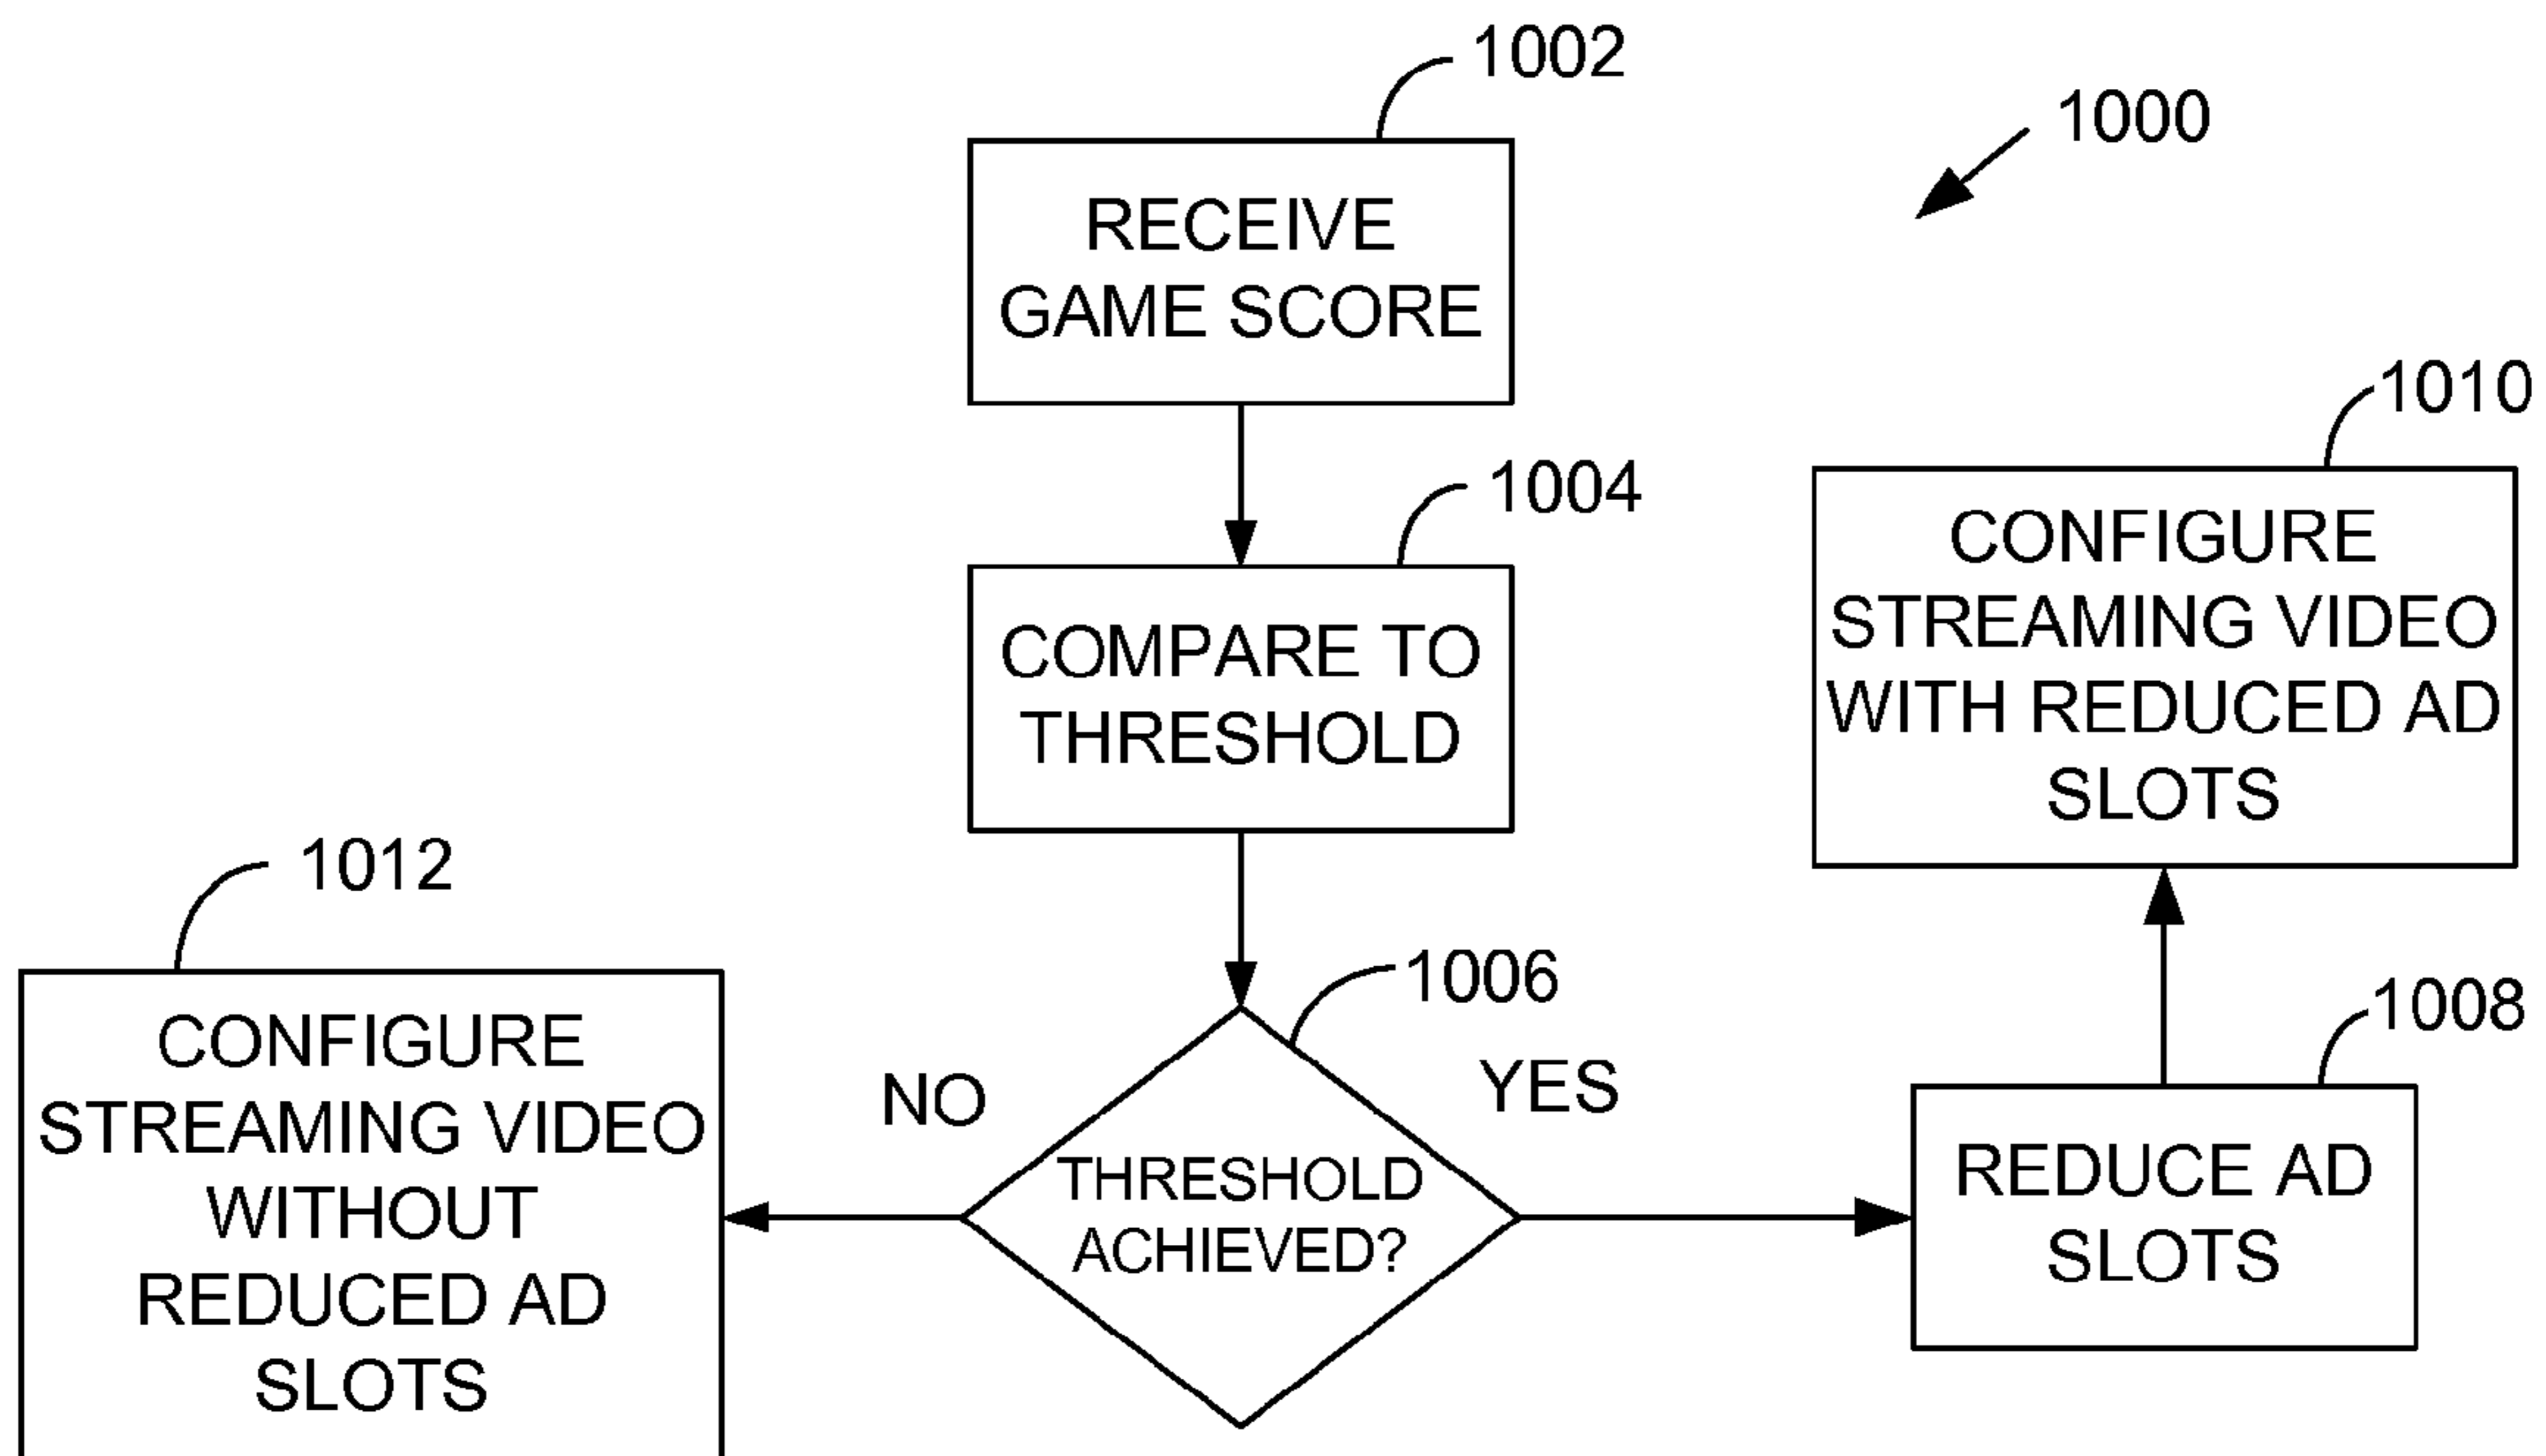 1002
1000
RECEIVE
GAME SCORE
1010
1004
CONFIGURE
STREAMING VIDEO
WITH REDUCED AD
SLOTS
COMPARE TO
THRESHOLD
1012
1006
1008
CONFIGURE
STREAMING VIDEO
WITHOUT
REDUCED AD
SLOTS
NO
YES
THRESHOLD
ACHIEVED?
REDUCE AD
SLOTS